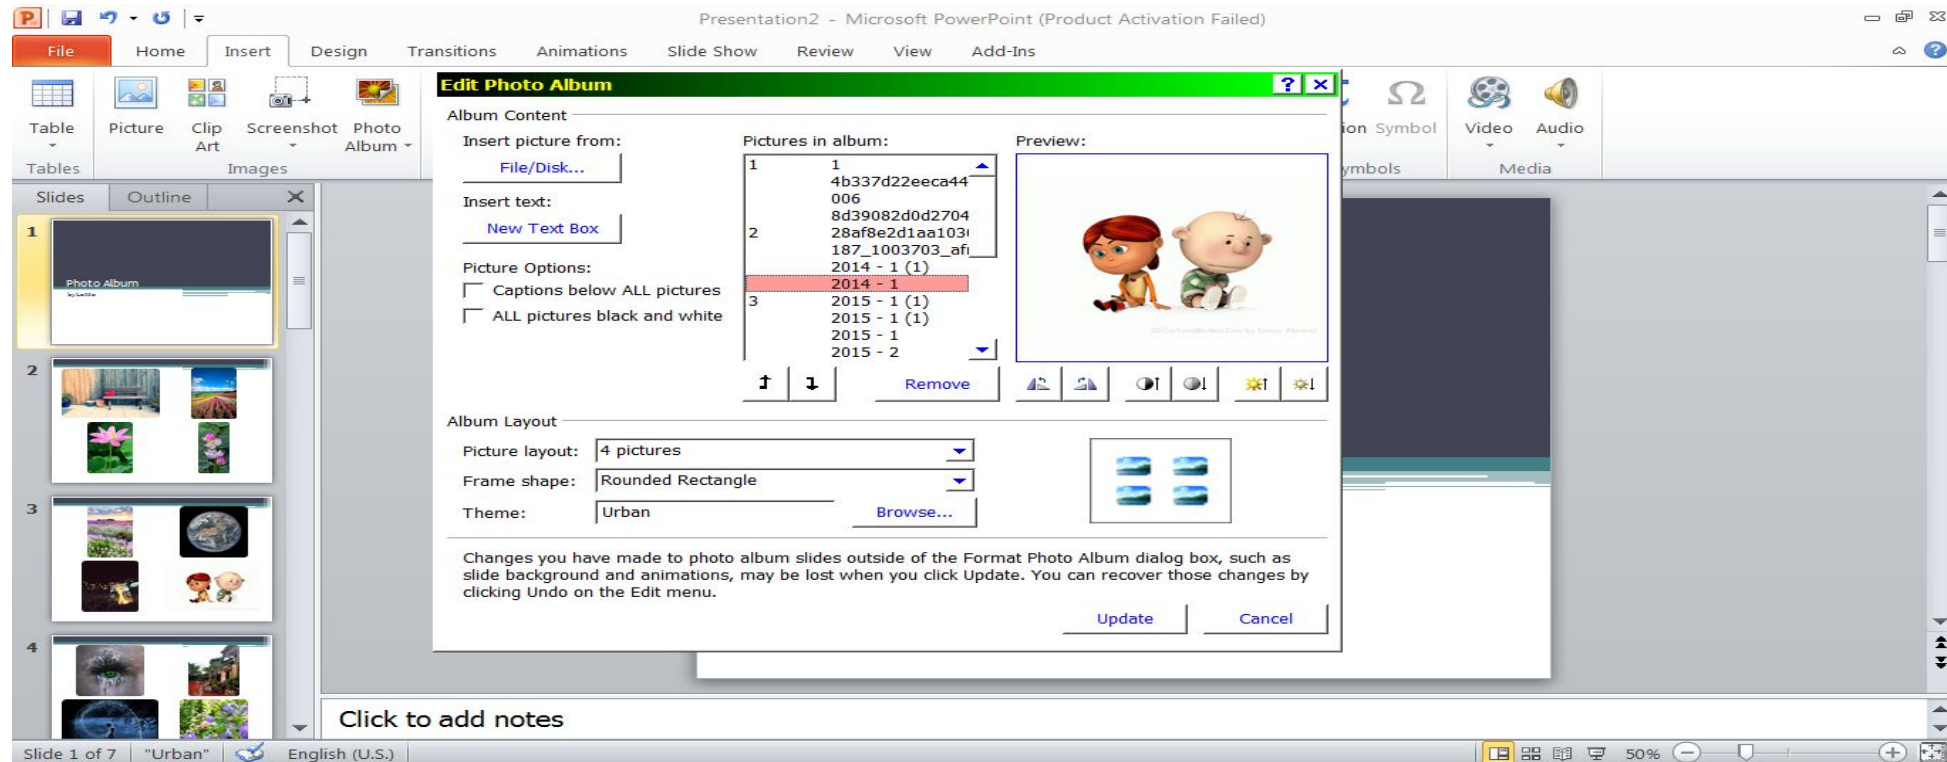 Presentation2 - Microsoft PowerPoint (Product Activation Failed)
File Home Insert Design Transitions Animations Slide Show Review View Add-Ins
Table Picture Clip Art Screenshot Photo Album
ion Symbol Video Audio
Tables Images ymbols Media
Slides Outline
1
Photo Album
2
3
4
Edit Photo Album
Album Content
Insert picture from:
File/Disk...
Insert text:
New Text Box
Picture Options:
Captions below ALL pictures
ALL pictures black and white
Pictures in album:
1 1
4b337d22eeca44
006
8d39082d0d2704
2 28af8e2d1aa103
187_1003703_af
2014 - 1 (1)
2014 - 1
3 2015 - 1 (1)
2015 - 1 (1)
2015 - 1
2015 - 2
Remove
Preview:
Album Layout
Picture layout: 4 pictures
Frame shape: Rounded Rectangle
Theme: Urban Browse...
Changes you have made to photo album slides outside of the Format Photo Album dialog box, such as
slide background and animations, may be lost when you click Update. You can recover those changes by
clicking Undo on the Edit menu.
Update Cancel
Click to add notes
Slide 1 of 7 "Urban" English (U.S.) 50%